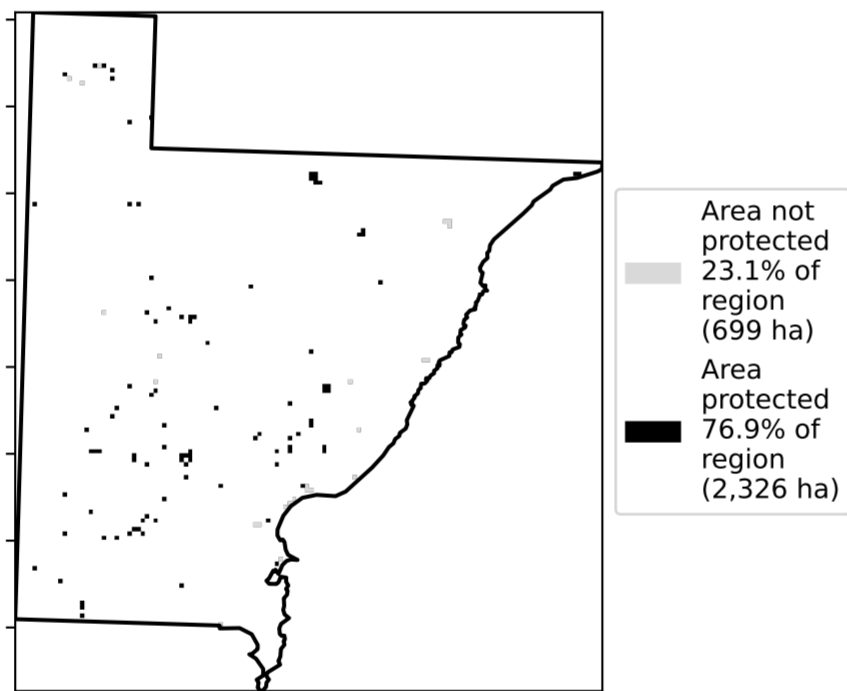 Area not
protected
23.1% of
region
(699 ha)
Area
protected
76.9% of
region
(2,326 ha)